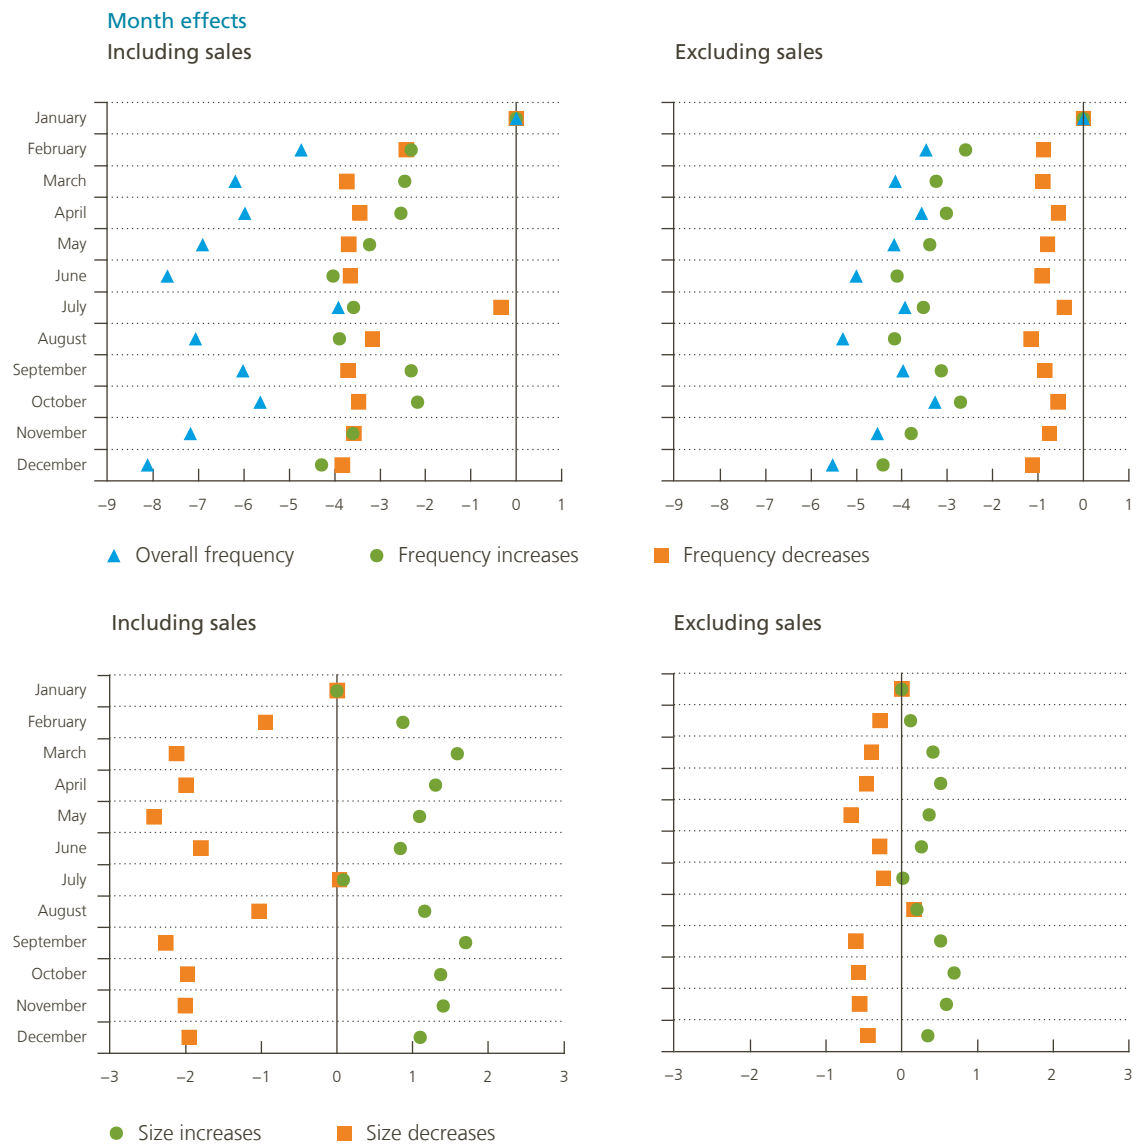 Month effects
Including sales
Excluding sales
January
February
March
April
May
June
July
August
September
October
November
December
–9 –8 –7 –6 –5 –4 –3 –2 –1 0 1
–9 –8 –7 –6 –5 –4 –3 –2 –1 0 1
Overall frequency
Frequency increases
Frequency decreases
Including sales
Excluding sales
January
February
March
April
May
June
July
August
September
October
November
December
–3 –2 –1 0 1 2 3
–3 –2 –1 0 1 2 3
Size increases
Size decreases